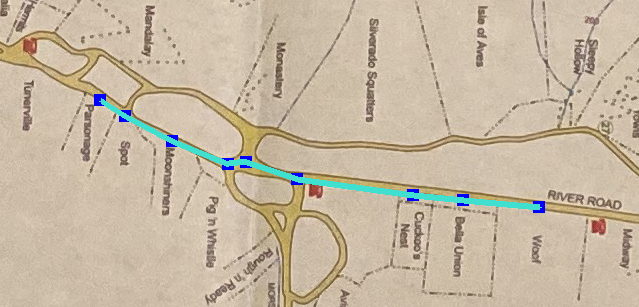 Mandalay
Monastery
Silverado Squatters
Isle of Aves
Sleepy
Hollow
Tunerville
Parsonage
Spot
Moonshiners
Pig 'n Whistle
Rough 'n Ready
Cuckoo's
Nest
Bella Union
Woof
RIVER ROAD
Midway